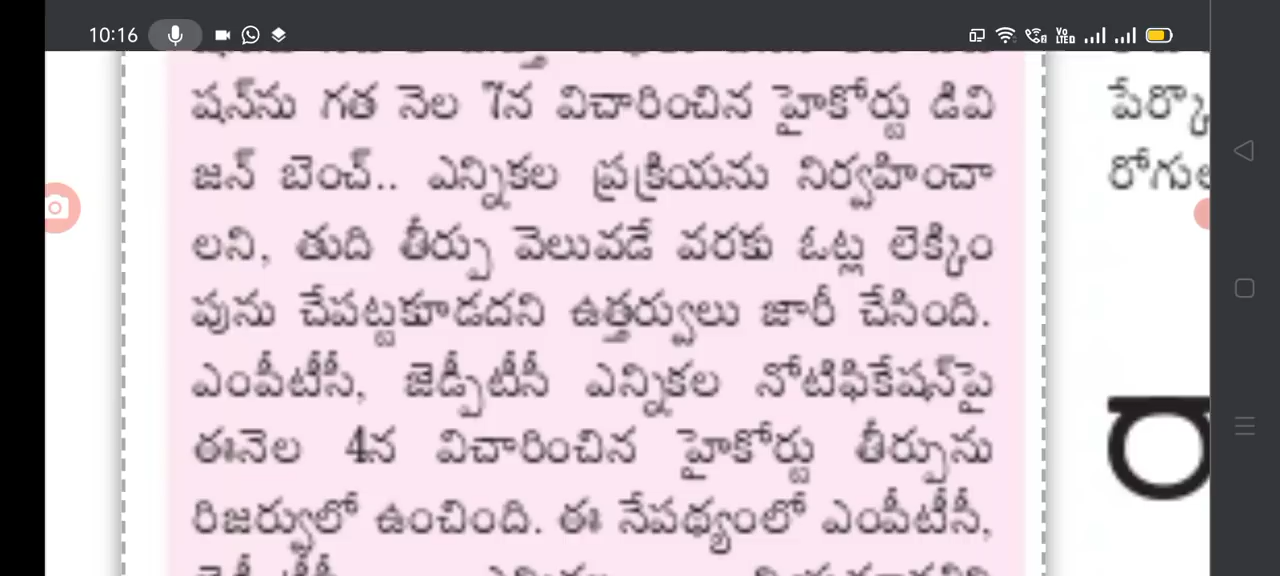 10:16
షన్‌ను గత నెల 7న విచారించిన హైకోర్టు డివి
జన్ బెంచ్.. ఎన్నికల ప్రక్రియను నిర్వహించా
లని, తుది తీర్పు వెలువడే వరకు ఓట్ల లెక్కిం
పును చేపట్టకూడదని ఉత్తర్వులు జారీ చేసింది.
ఎంపీటీసీ, జెడ్పీటీసీ ఎన్నికల నోటిఫికేషన్‌పై
ఈనెల 4న విచారించిన హైకోర్టు తీర్పును
రిజర్వులో ఉంచింది. ఈ నేపథ్యంలో ఎంపీటీసీ,